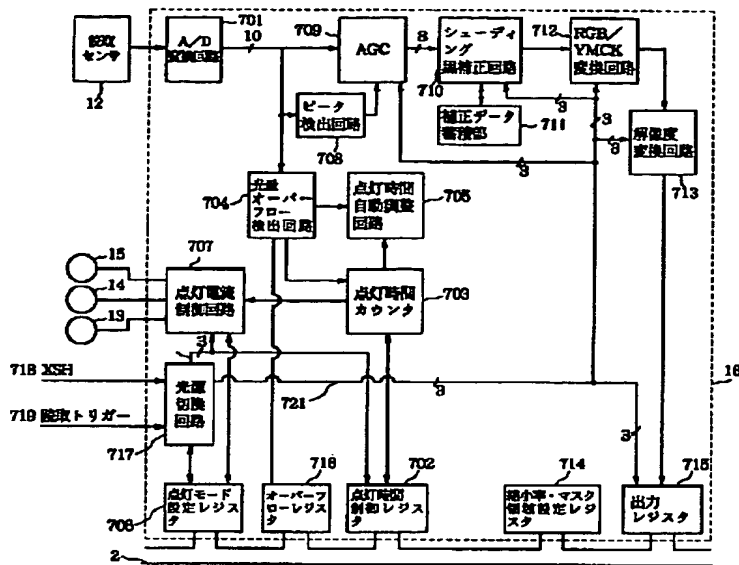 701
A/D
変換回路
読取
センサ
12
10
709
AGC
8
シェーディング
黒補正回路
710
712
RGB/
YMCK
変換回路
ピーク
検出回路
708
補正データ
蓄積部
711
3
3
3
3
解像度
変換回路
713
704
光量
オーバー
フロー
検出回路
点灯時間
自動調整
回路
705
15
14
13
707
点灯電流
制御回路
点灯時間
カウンタ
703
718 XSH
719 読取トリガー
3
光源
切換
回路
717
721
3
3
16
706
点灯モード
設定レジス
タ
716
オーバーフ
ローレジス
タ
702
点灯時間
制御レジス
タ
714
縮小率・マスク
領域設定レジ
スタ
715
出力
レジスタ
2